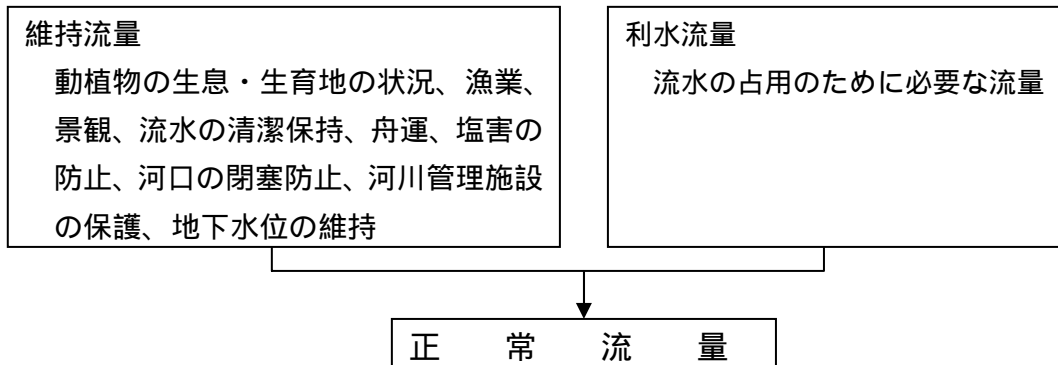 維持流量
動植物の生息・生育地の状況、漁業、
景観、流水の清潔保持、舟運、塩害の
防止、河口の閉塞防止、河川管理施設
の保護、地下水位の維持
利水流量
流水の占用のために必要な流量
正常流量